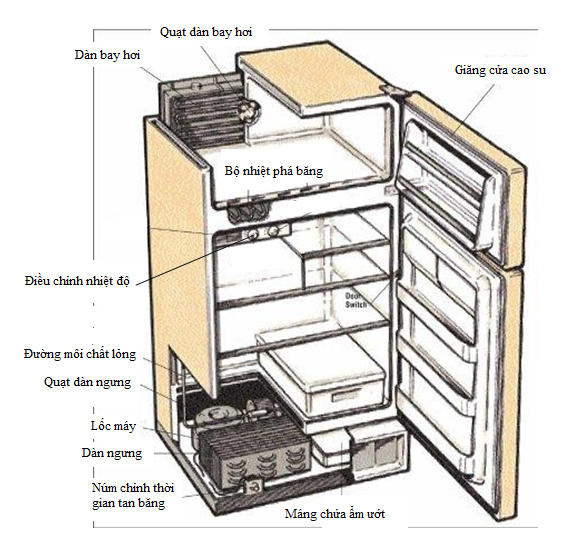 Quạt dàn bay hơi
Dàn bay hơi
Giăng cửa cao su
Bộ nhiệt phá băng
Điều chỉnh nhiệt độ
Door
Switch
Đường môi chất lỏng
Quạt dàn ngưng
Lốc máy
Dàn ngưng
Núm chỉnh thời
gian tan băng
Máng chứa ẩm ướt